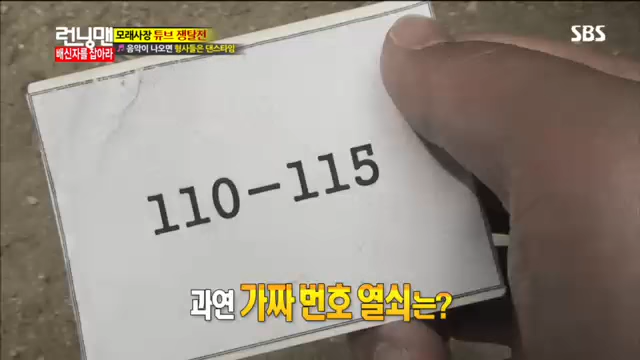 런닝맨
배신자를 잡아라
모래사장 튜브 쟁탈전
♬ 음악이 나오면 형사들은 댄스타임
SBS
110-115
과연 가짜 번호 열쇠는?